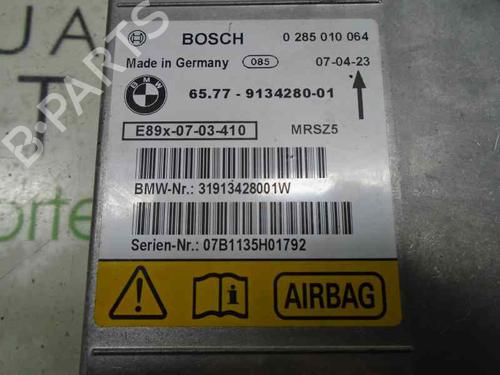 BOSCH 0 285 010 064
Made in Germany 085 07-04-23
BMW 65.77 - 9134280-01
E89x-07-03-410 MRSZ5
BMW-Nr.: 31913428001W
Serien-Nr.: 07B1135H01792
AIRBAG
B-PARTS